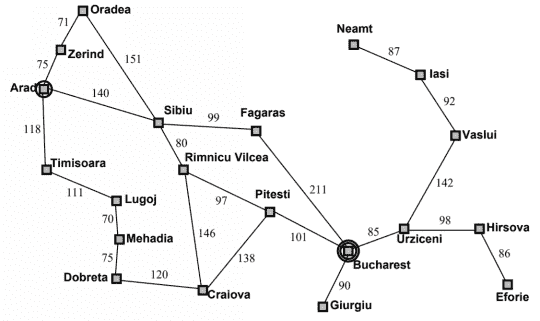 Oradea
71
Neamt
Zerind
87
151
75
Iasi
Arad
140
92
Sibiu
Fagaras
99
118
Vaslui
80
Timisoara
Rimnicu Vilcea
111
211
142
Lugoj
97
Pitesti
70
146
98
Hirsova
Mehadia
101
85
Urziceni
138
86
75
Bucharest
Dobreta
120
90
Craiova
Eforie
Giurgiu